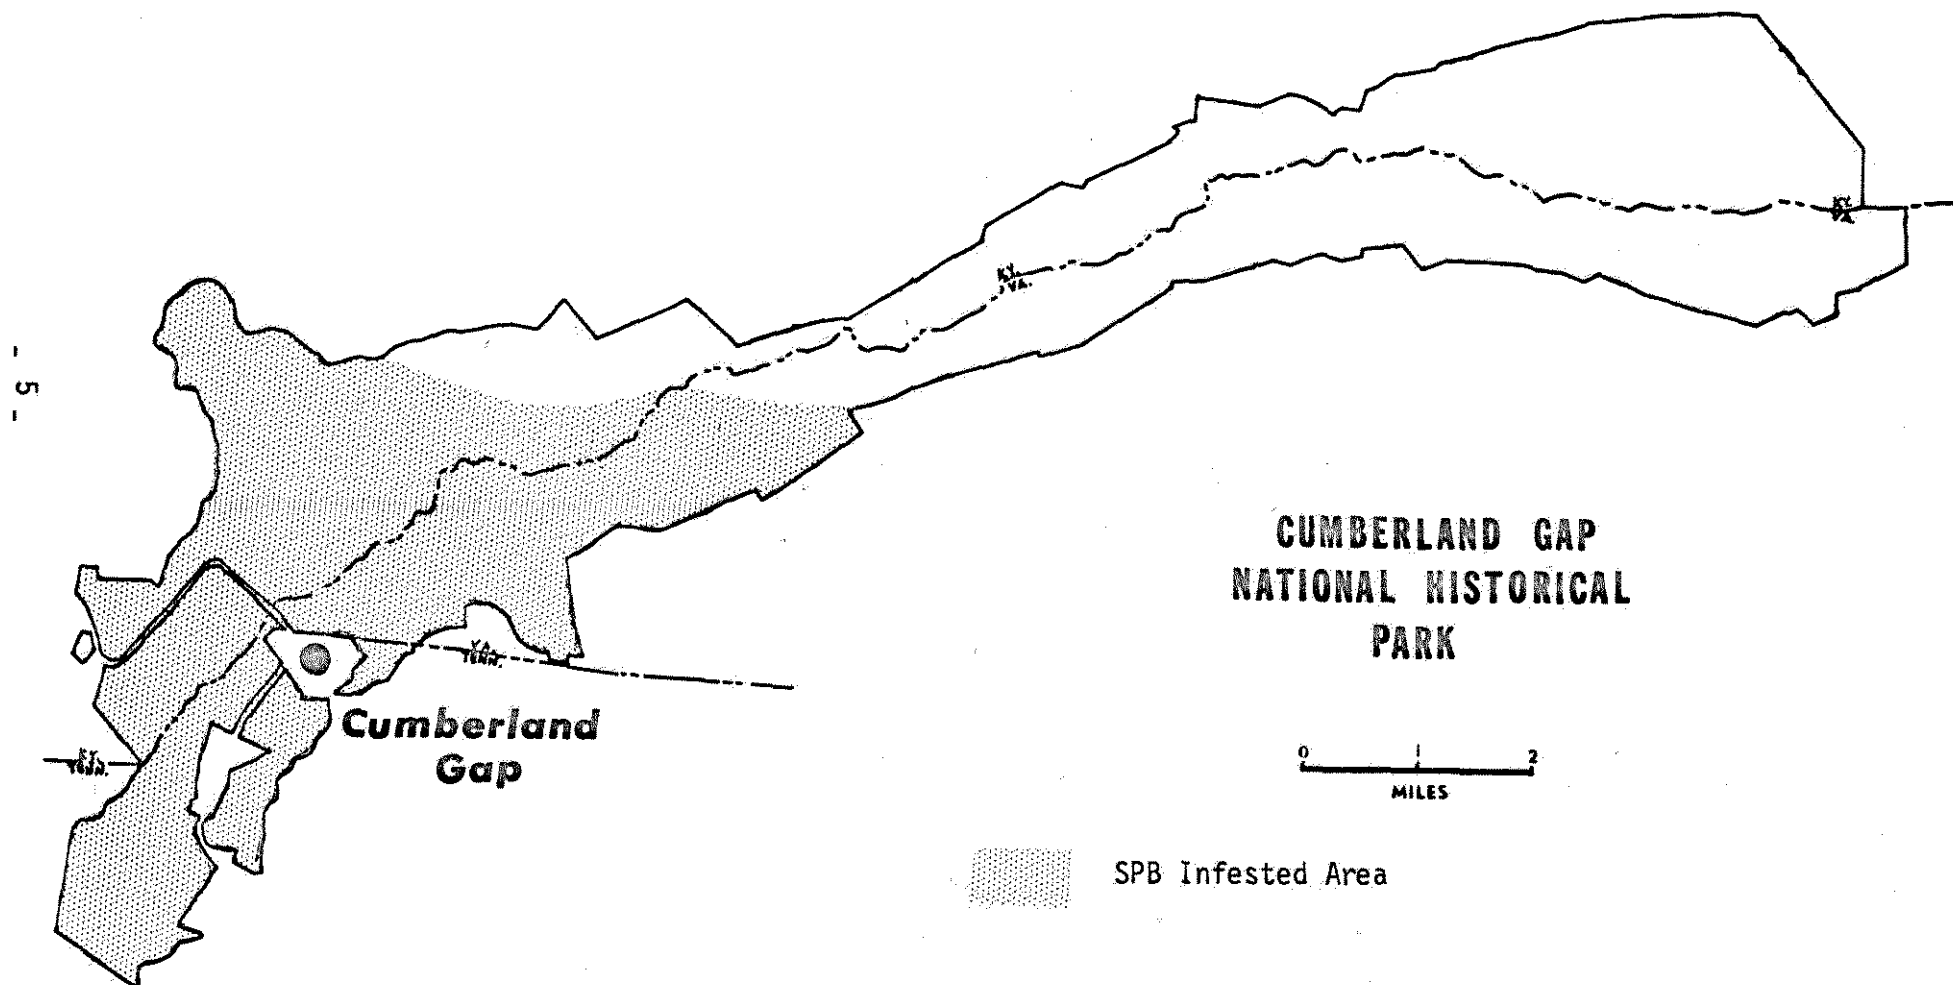 - 5 -
KY.
VA.
KY.
VA.
VA.
TENN.
KY.
TENN.
Cumberland
Gap
CUMBERLAND GAP
NATIONAL HISTORICAL
PARK
0 1 2
MILES
SPB Infested Area